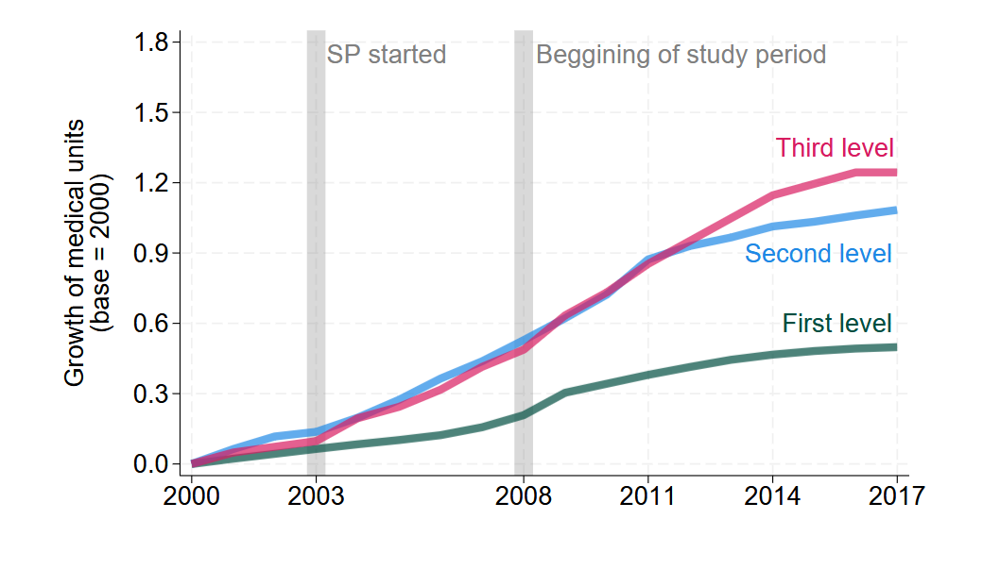 1.8
SP started
Beggining of study period
1.5
Third level
1.2
0.9
Second level
Growth of medical units
(base = 2000)
0.6
First level
0.3
0.0
2000
2003
2008
2011
2014
2017